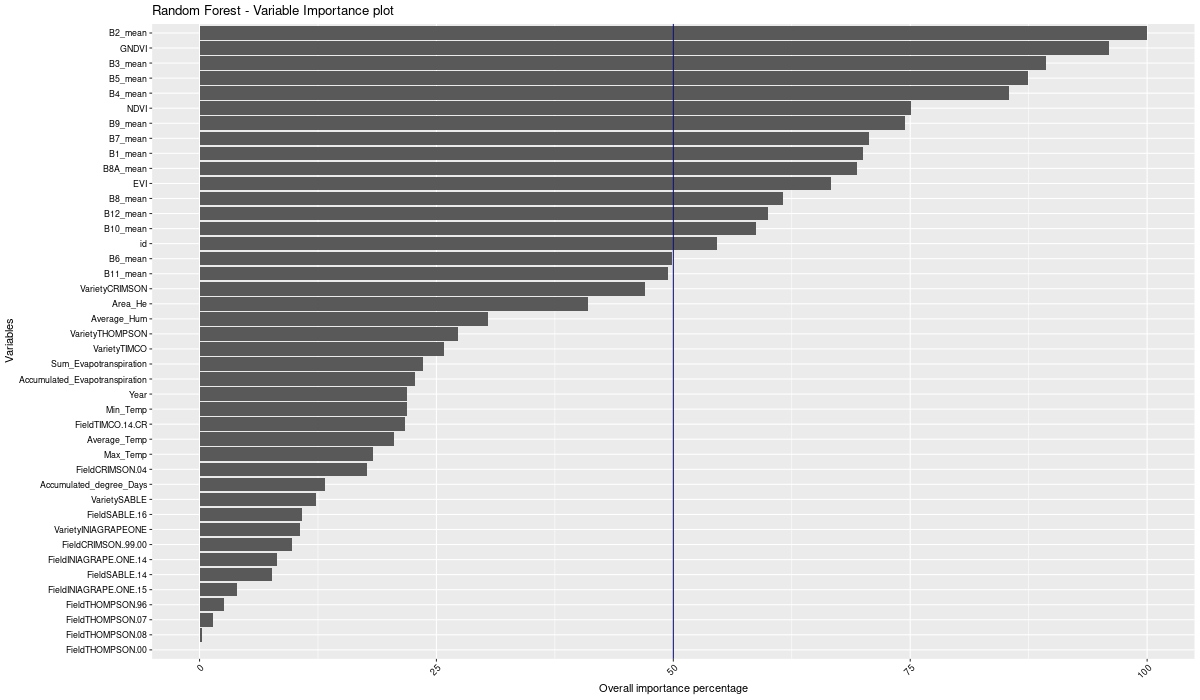 Random Forest - Variable Importance plot
Variables
B2_mean
GNDVI
B3_mean
B5_mean
B4_mean
NDVI
B9_mean
B7_mean
B1_mean
B8A_mean
EVI
B8_mean
B12_mean
B10_mean
id
B6_mean
B11_mean
VarietyCRIMSON
Area_He
Average_Hum
VarietyTHOMPSON
VarietyTIMCO
Sum_Evapotranspiration
Accumulated_Evapotranspiration
Year
Min_Temp
FieldTIMCO.14.CR
Average_Temp
Max_Temp
FieldCRIMSON.04
Accumulated_degree_Days
VarietySABLE
FieldSABLE.16
VarietyINIAGRAPEONE
FieldCRIMSON..99.00
FieldINIAGRAPE.ONE.14
FieldSABLE.14
FieldINIAGRAPE.ONE.15
FieldTHOMPSON.96
FieldTHOMPSON.07
FieldTHOMPSON.08
FieldTHOMPSON.00
0 25 50 75 100
Overall importance percentage